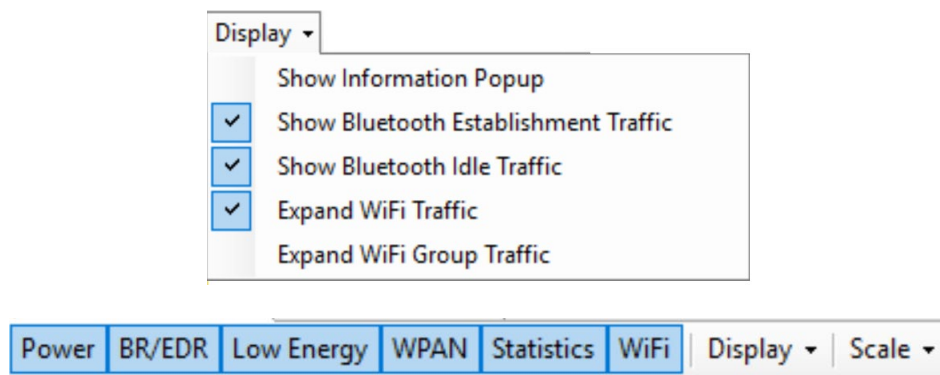 Display
Show Information Popup
Show Bluetooth Establishment Traffic
Show Bluetooth Idle Traffic
Expand WiFi Traffic
Expand WiFi Group Traffic
Power BR/EDR Low Energy WPAN Statistics WiFi Display Scale